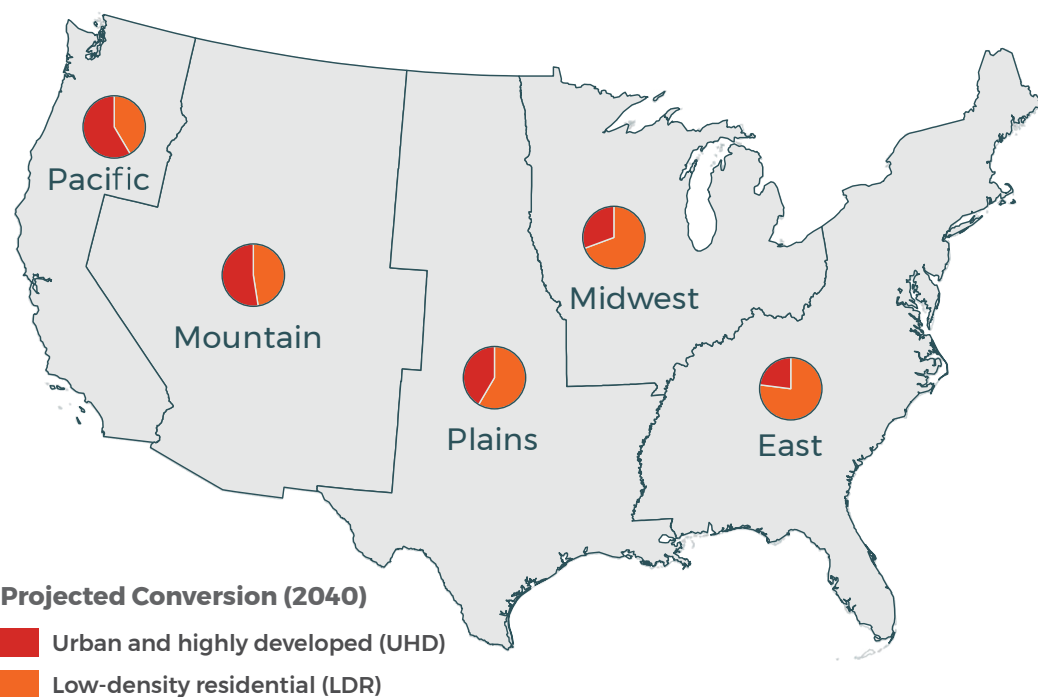 Pacific
Mountain
Midwest
Plains
East
Projected Conversion (2040)
Urban and highly developed (UHD)
Low-density residential (LDR)